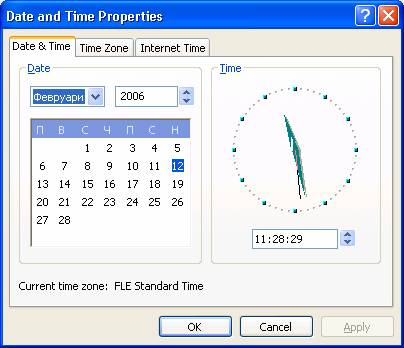 Date and Time Properties
Date & Time Time Zone Internet Time
Date
Февруари 2006
П В С Ч П С Н
1 2 3 4 5
6 7 8 9 10 11 12
13 14 15 16 17 18 19
20 21 22 23 24 25 26
27 28
Time
11:28:29
Current time zone: FLE Standard Time
OK Cancel Apply